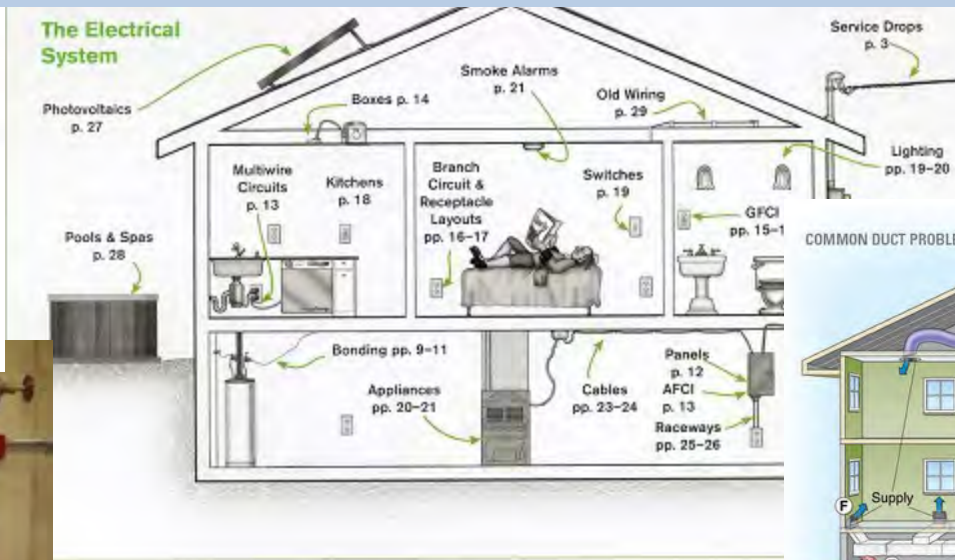 The Electrical
System
Photovoltaics
p. 27
Boxes p. 14
Smoke Alarms
p. 21
Old Wiring
p. 29
Service Drops
p. 3
Lighting
pp. 19–20
Multiwire
Circuits
p. 13
Kitchens
p. 18
Branch
Circuit &
Receptacle
Layouts
pp. 16–17
Switches
p. 19
GFCI
pp. 15–1
Pools & Spas
p. 28
Bonding pp. 9–11
Appliances
pp. 20–21
Cables
pp. 23–24
Panels
p. 12
AFCI
p. 13
Raceways
pp. 25–26
COMMON DUCT PROBLE
Supply
F